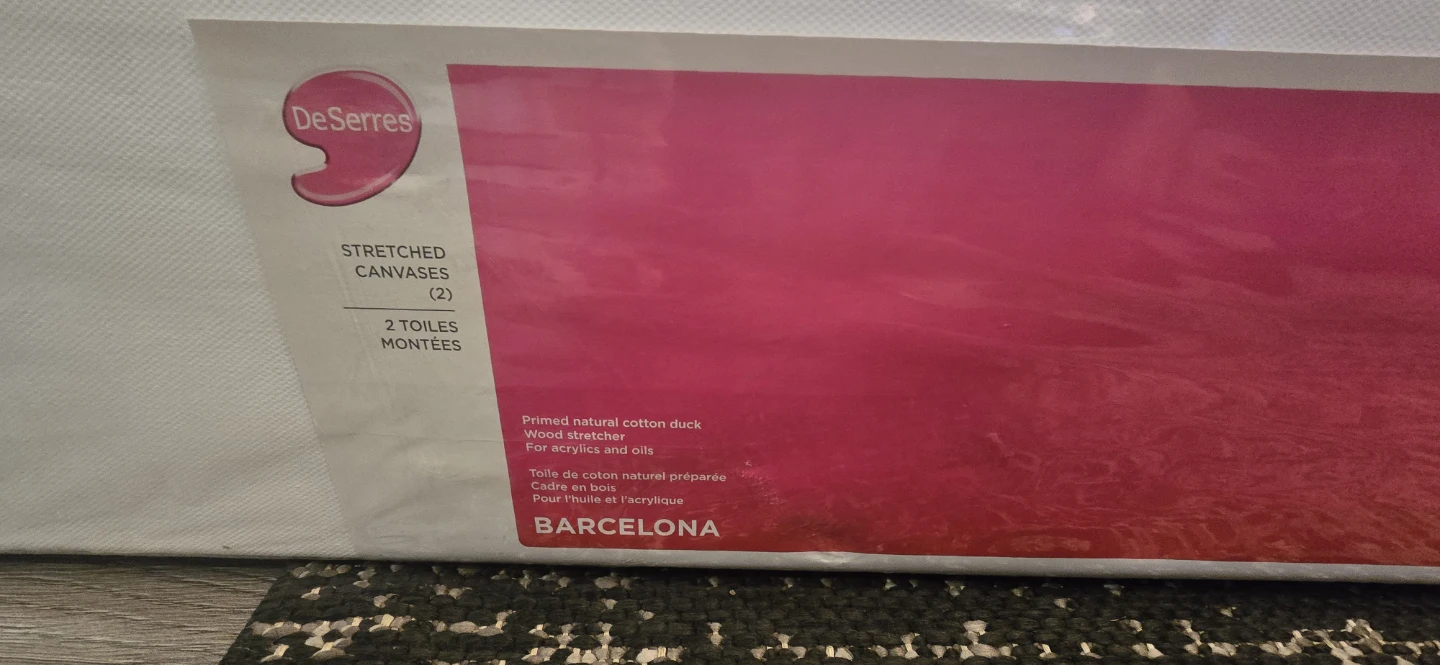 DeSerres
STRETCHED
CANVASES
(2)
2 TOILES
MONTÉES
Primed natural cotton duck
Wood stretcher
For acrylics and oils
Toile de coton naturel préparée
Cadre en bois
Pour l'huile et l'acrylique
BARCELONA